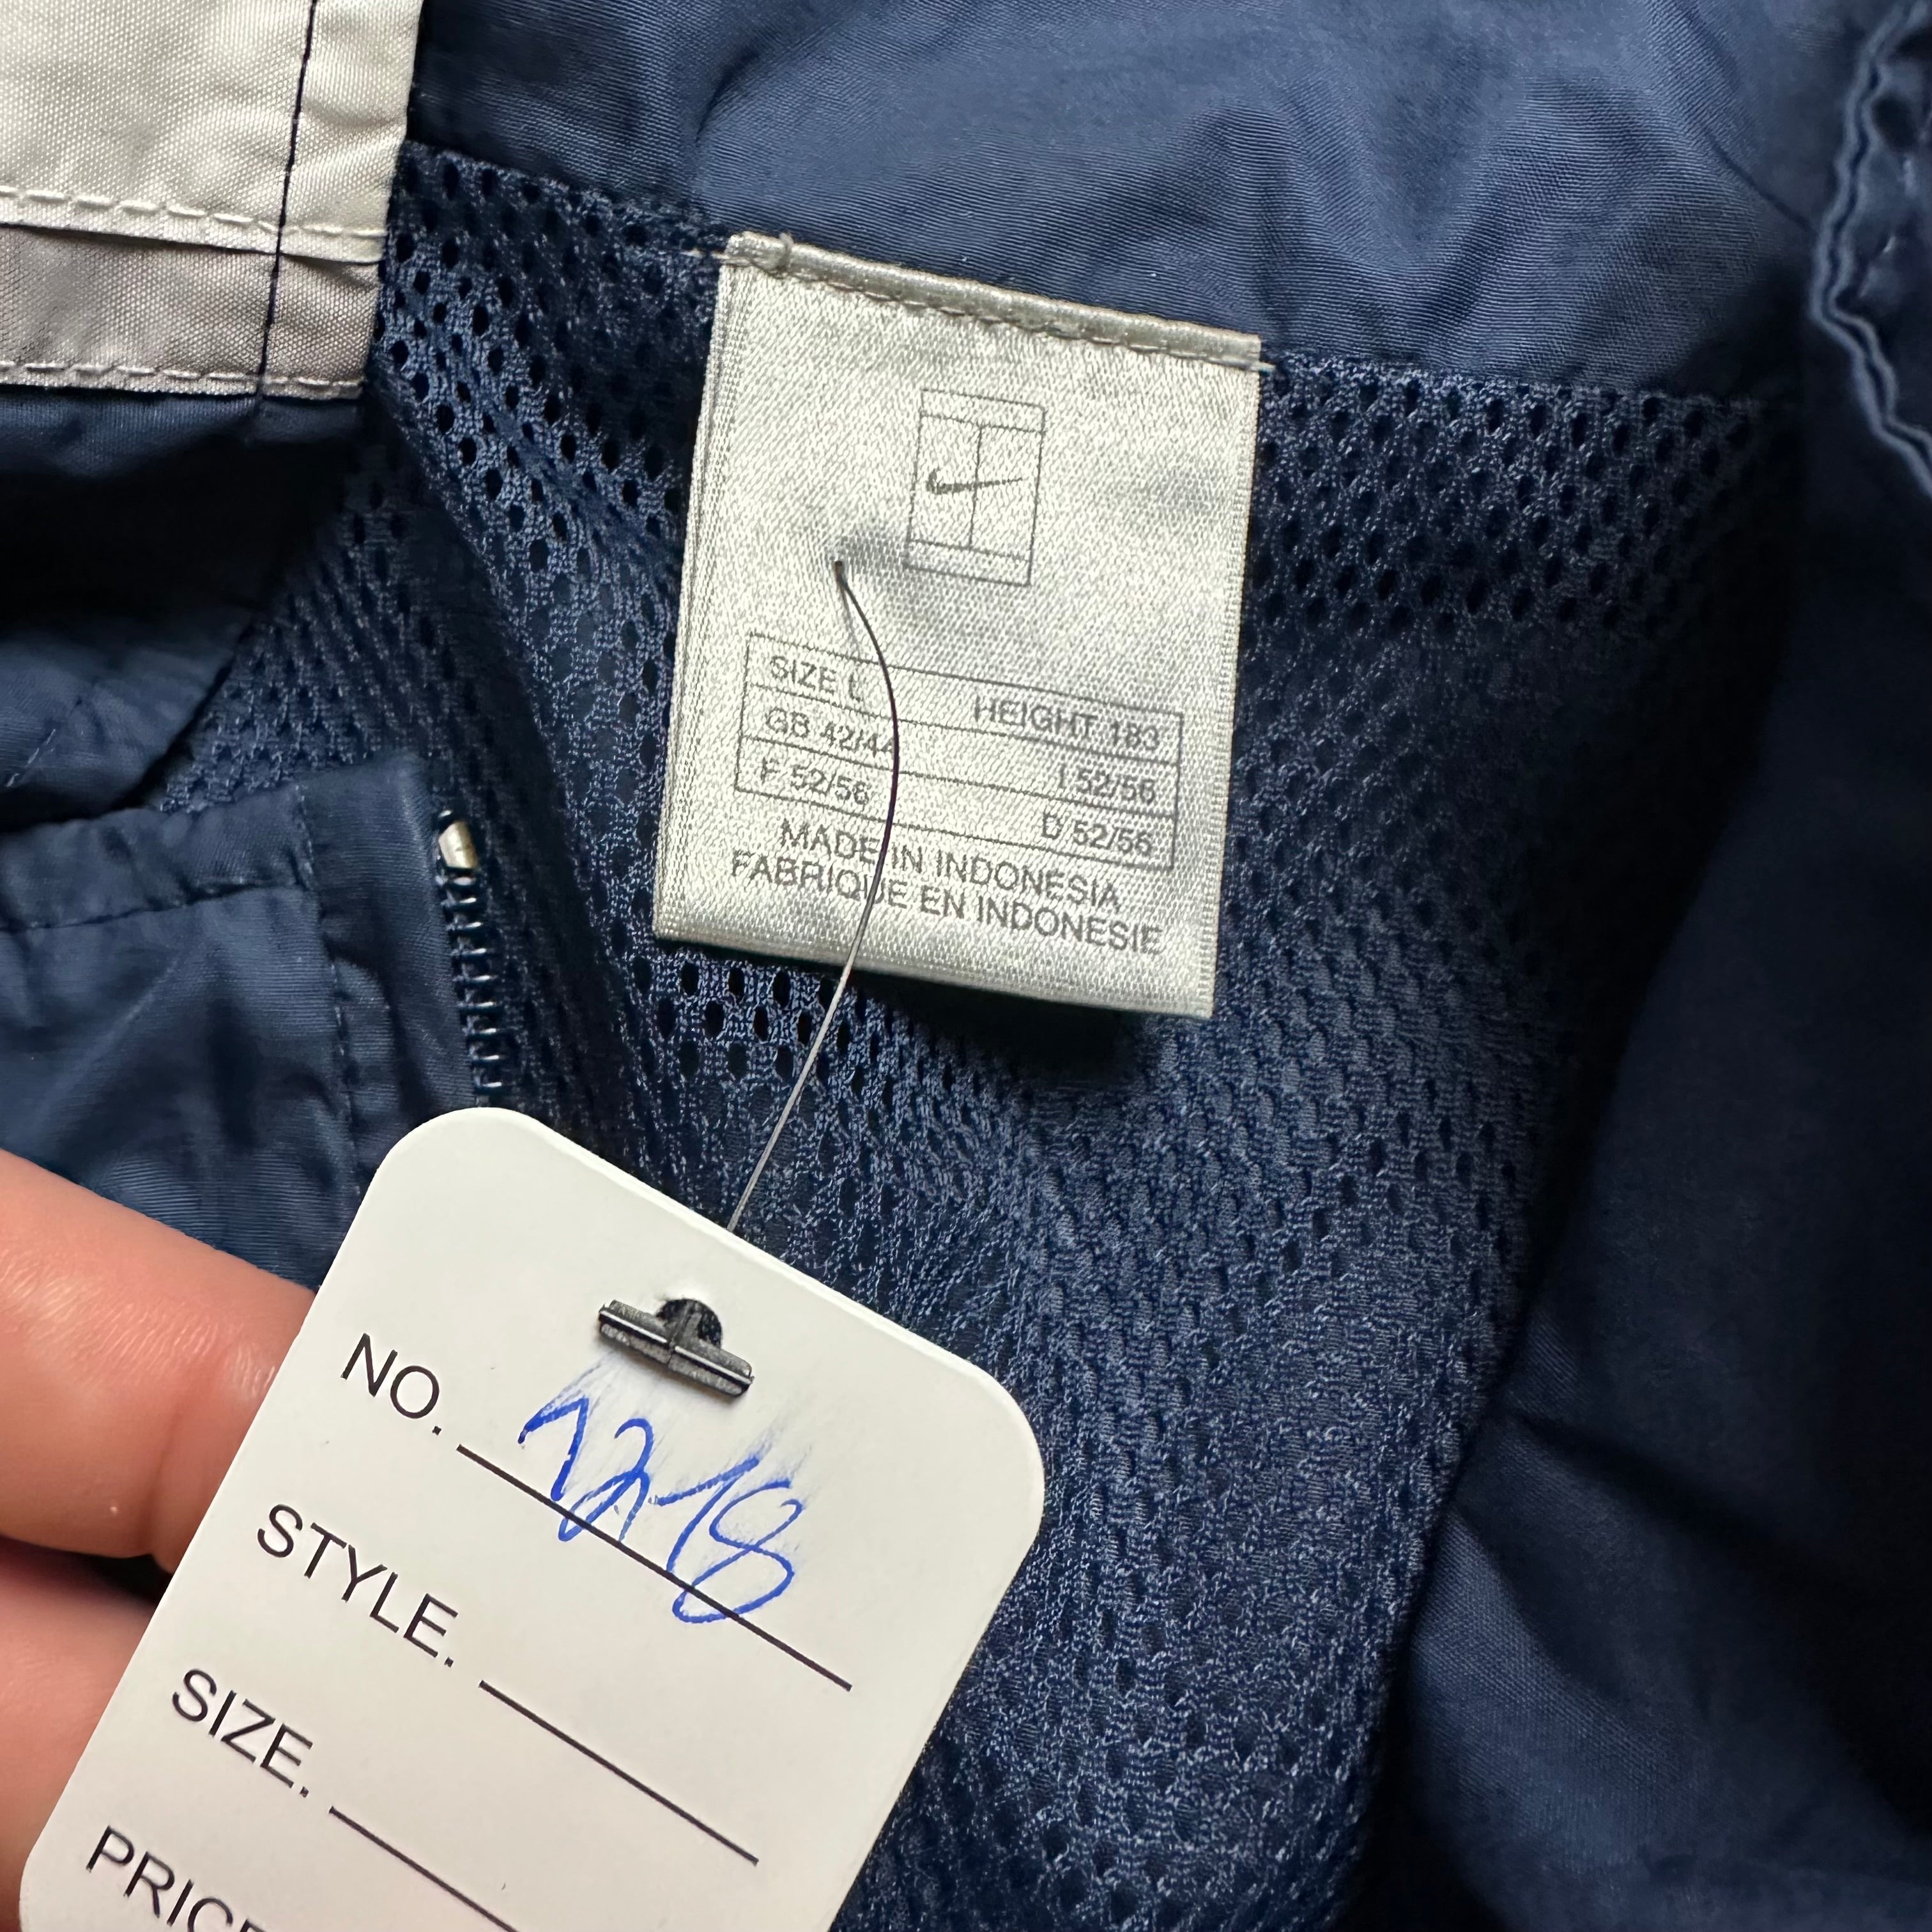 SIZE L HEIGHT 183
GB 42/44 I 52/56
F 52/56 D 52/56
MADE IN INDONESIA
FABRIQUE EN INDONESIE
NO.
STYLE.
SIZE.